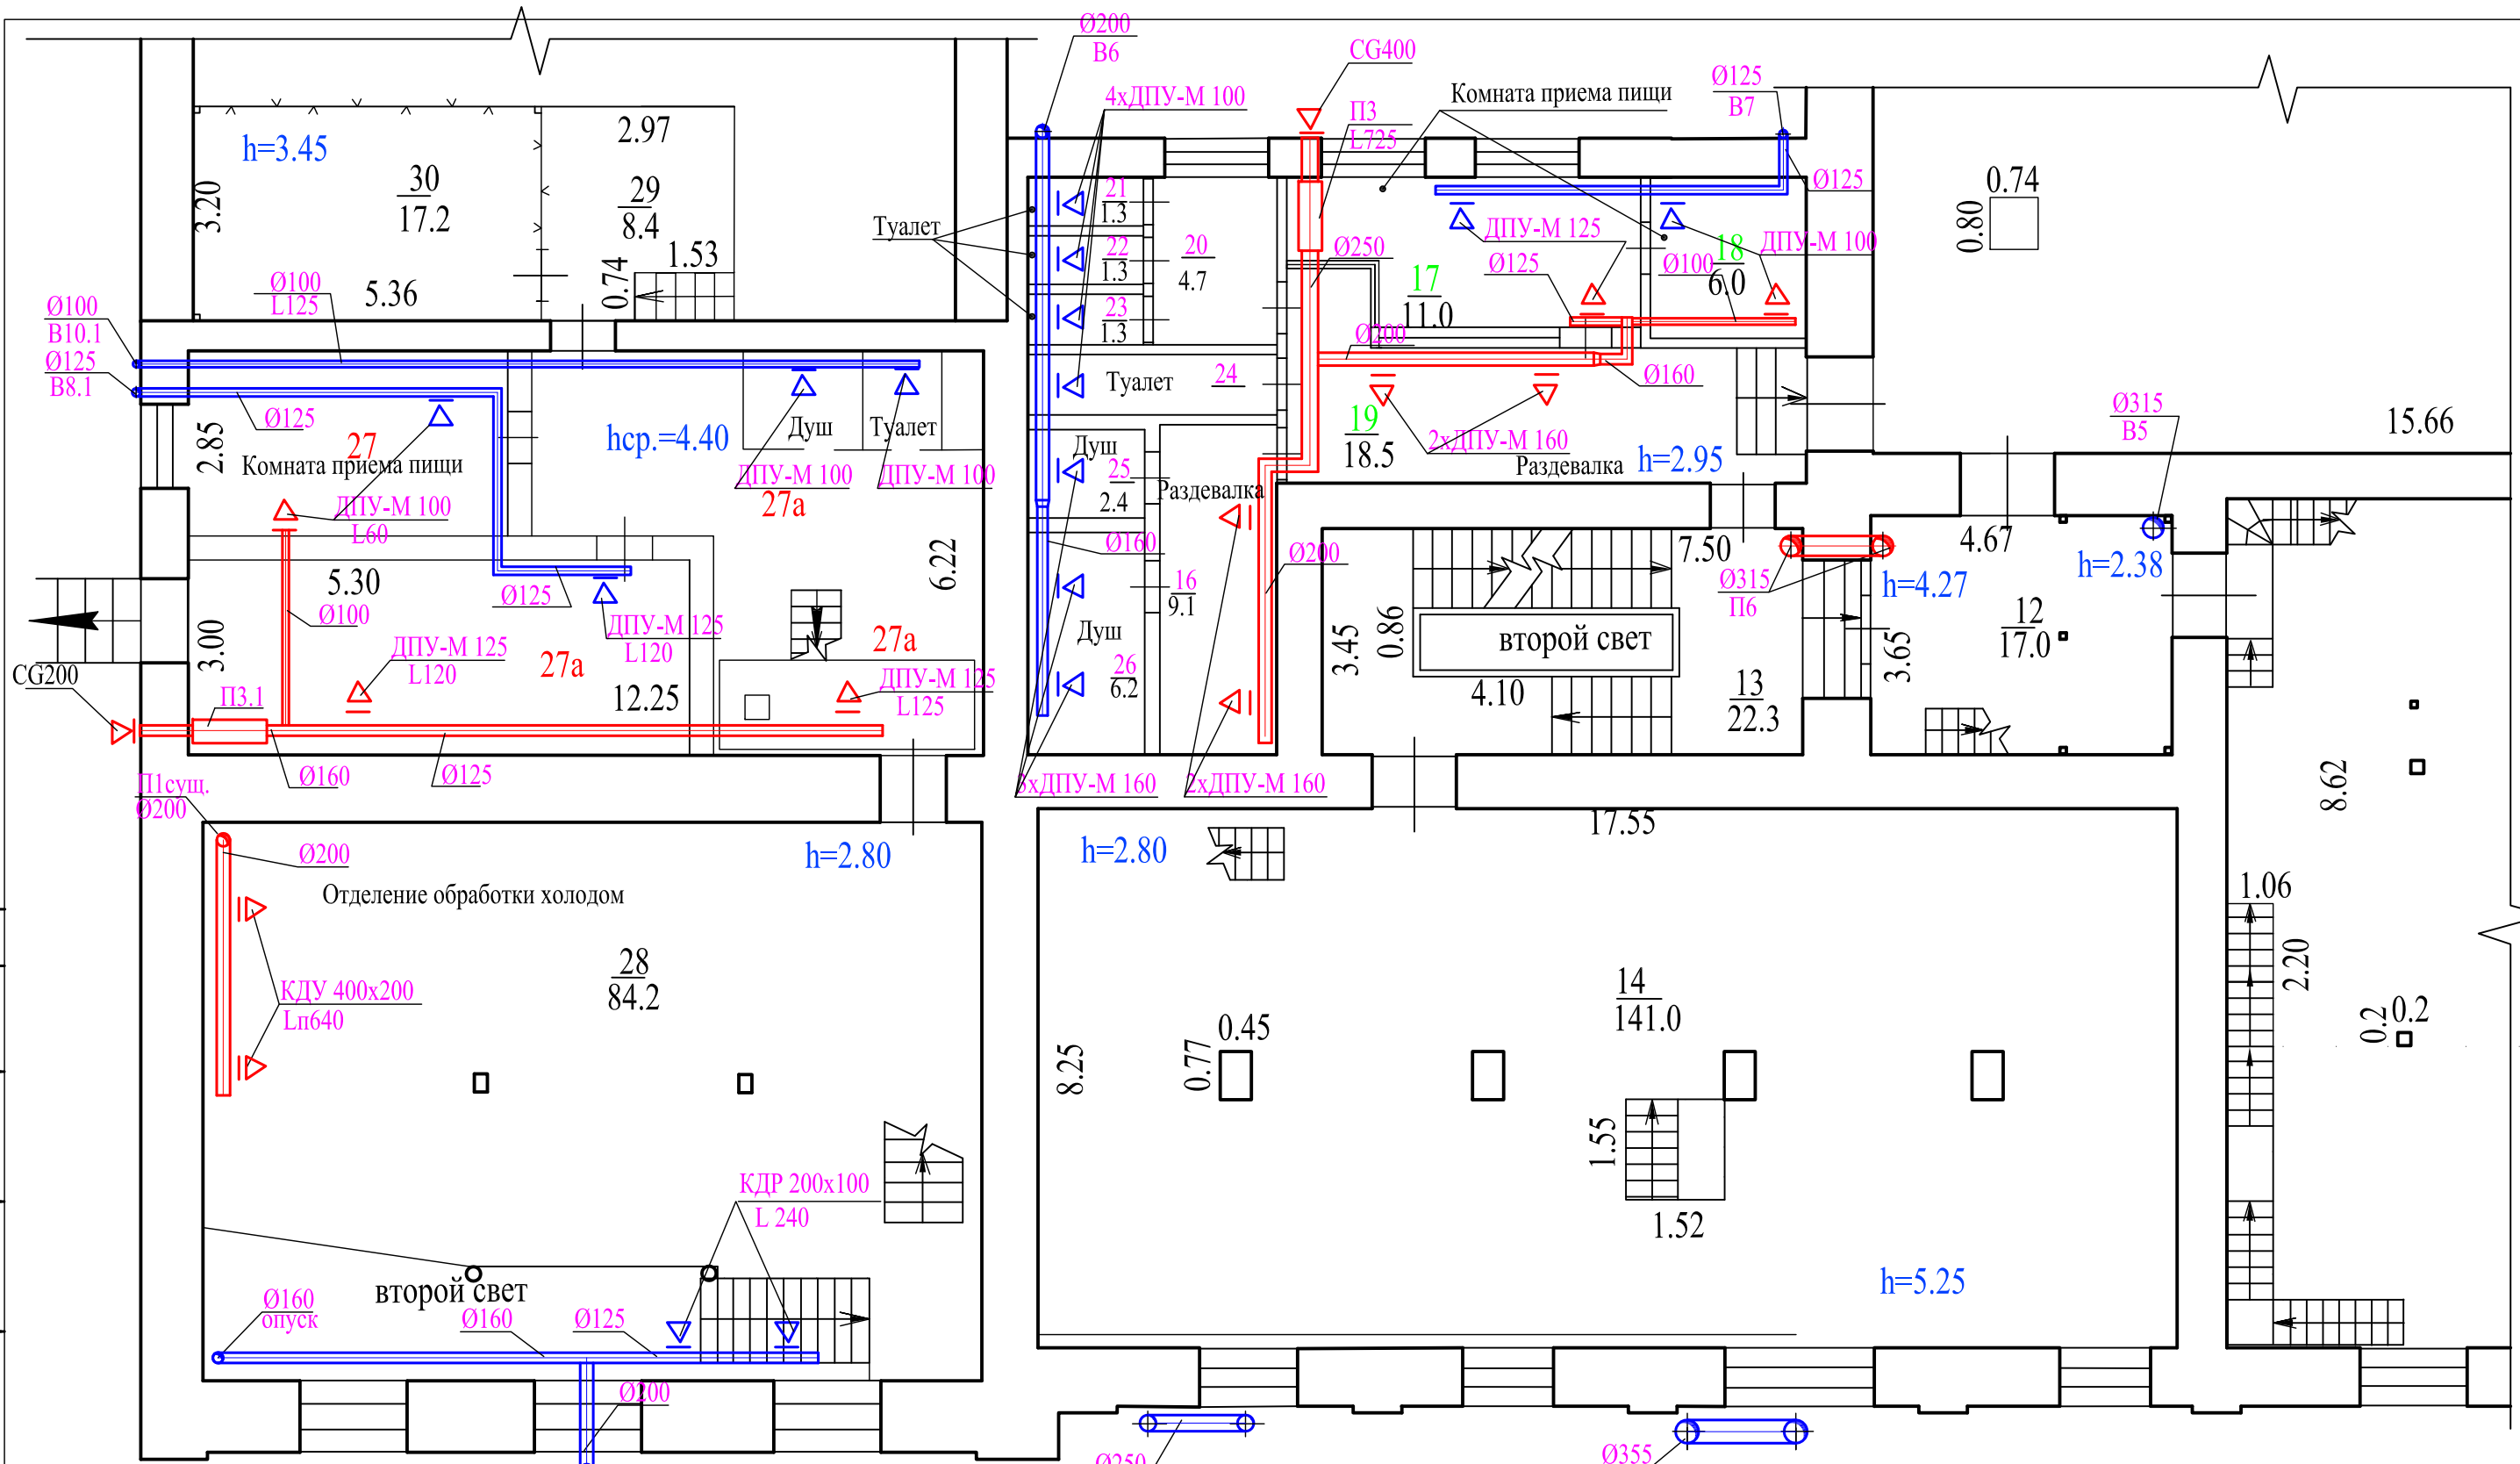 Ø200
В6
CG400
4хДПУ-М 100
Комната приема пищи
Ø125
В7
П3
L725
h=3.45
2.97
3.20
30
17.2
29
8.4
1.53
0.74
5.36
Ø100
L125
Туалет
21
1.3
22
1.3
23
1.3
20
4.7
Ø250
ДПУ-М 125
Ø125
17
11.0
Ø125
18
6.0
Ø100
ДПУ-М 100
0.74
0.80
Ø100
В10.1
Ø125
В8.1
Ø125
2.85
27
Комната приема пищи
hср.=4.40
Душ
Туалет
ДПУ-М 100
ДПУ-М 100
27а
ДПУ-М 100
L60
Туалет
24
Ø200
Ø160
19
18.5
2хДПУ-М 160
Раздевалка
h=2.95
Ø315
В5
15.66
Душ
25
2.4
Раздевалка
Ø160
Ø200
5.30
Ø100
Ø125
6.22
3.00
ДПУ-М 125
L120
27а
ДПУ-М 125
L120
27а
12.25
ДПУ-М 125
L125
CG200
П3.1
Ø160
Ø125
16
9.1
Душ
26
6.2
3хДПУ-М 160
2хДПУ-М 160
3.45
0.86
второй свет
4.10
7.50
Ø315
П6
13
22.3
3.65
4.67
h=4.27
h=2.38
12
17.0
8.62
П1сущ.
Ø200
Ø200
h=2.80
Отделение обработки холодом
28
84.2
КДУ 400х200
Lп640
КДР 200х100
L 240
второй свет
Ø160
опуск
Ø160
Ø125
Ø200
h=2.80
17.55
14
141.0
8.25
0.77
0.45
1.55
1.52
h=5.25
1.06
2.20
0.2
0.2
Ø250
Ø355